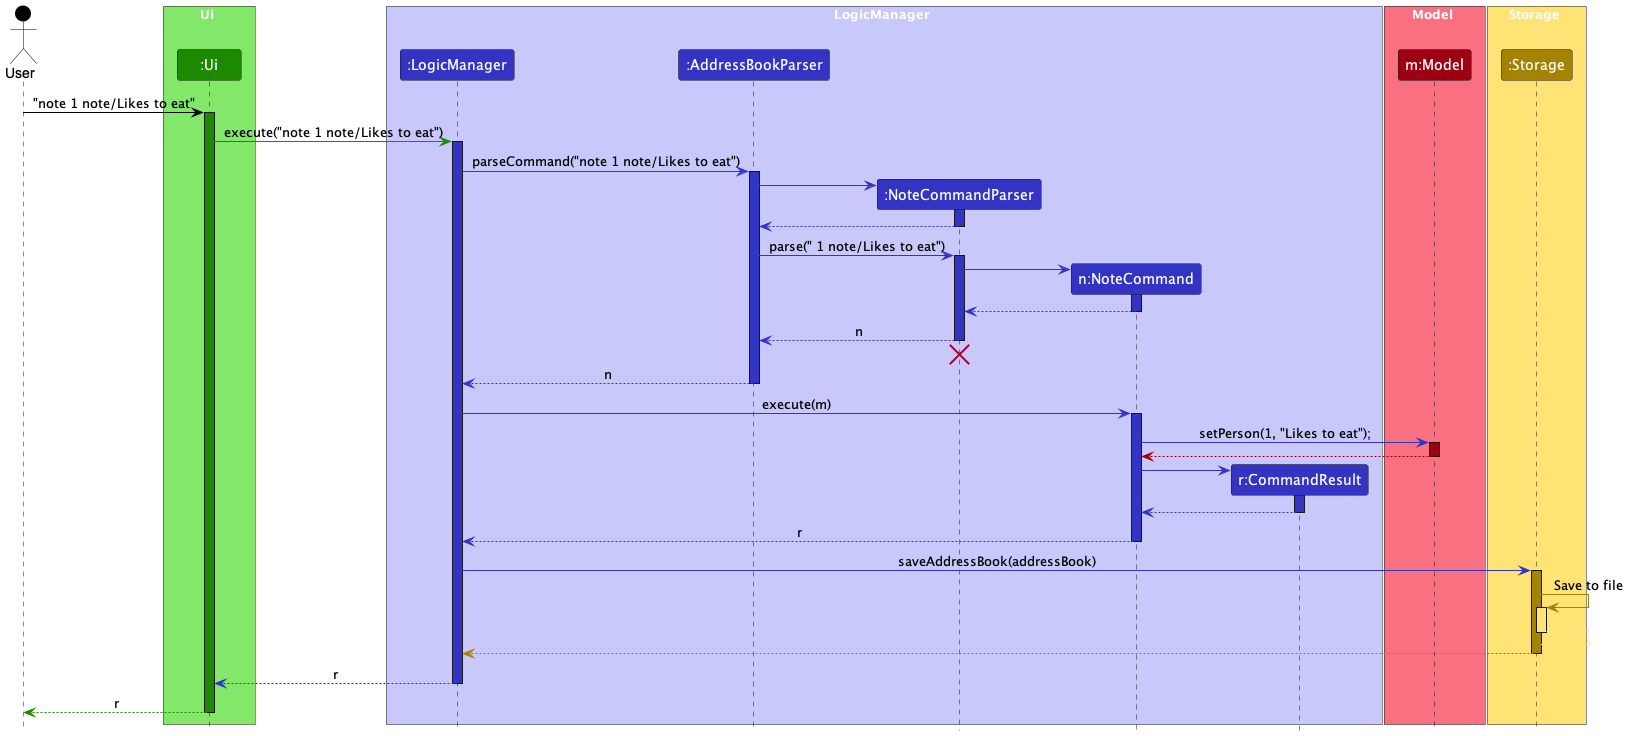 Ui
LogicManager
Model
Storage
User
:Ui
:LogicManager
:AddressBookParser
m:Model
:Storage
"note 1 note/Likes to eat"
execute("note 1 note/Likes to eat")
parseCommand("note 1 note/Likes to eat")
:NoteCommandParser
parse(" 1 note/Likes to eat")
n:NoteCommand
n
n
execute(m)
setPerson(1, "Likes to eat");
r:CommandResult
r
saveAddressBook(addressBook)
Save to file
r
r